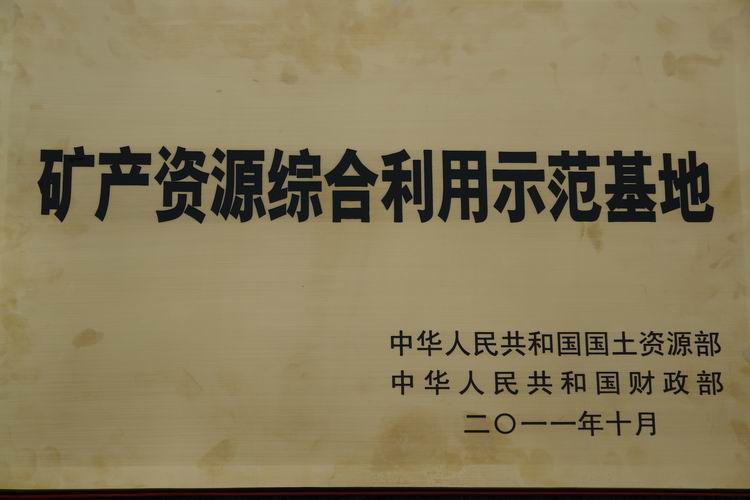 矿产资源综合利用示范基地
中华人民共和国国土资源部
中华人民共和国财政部
二〇一一年十月